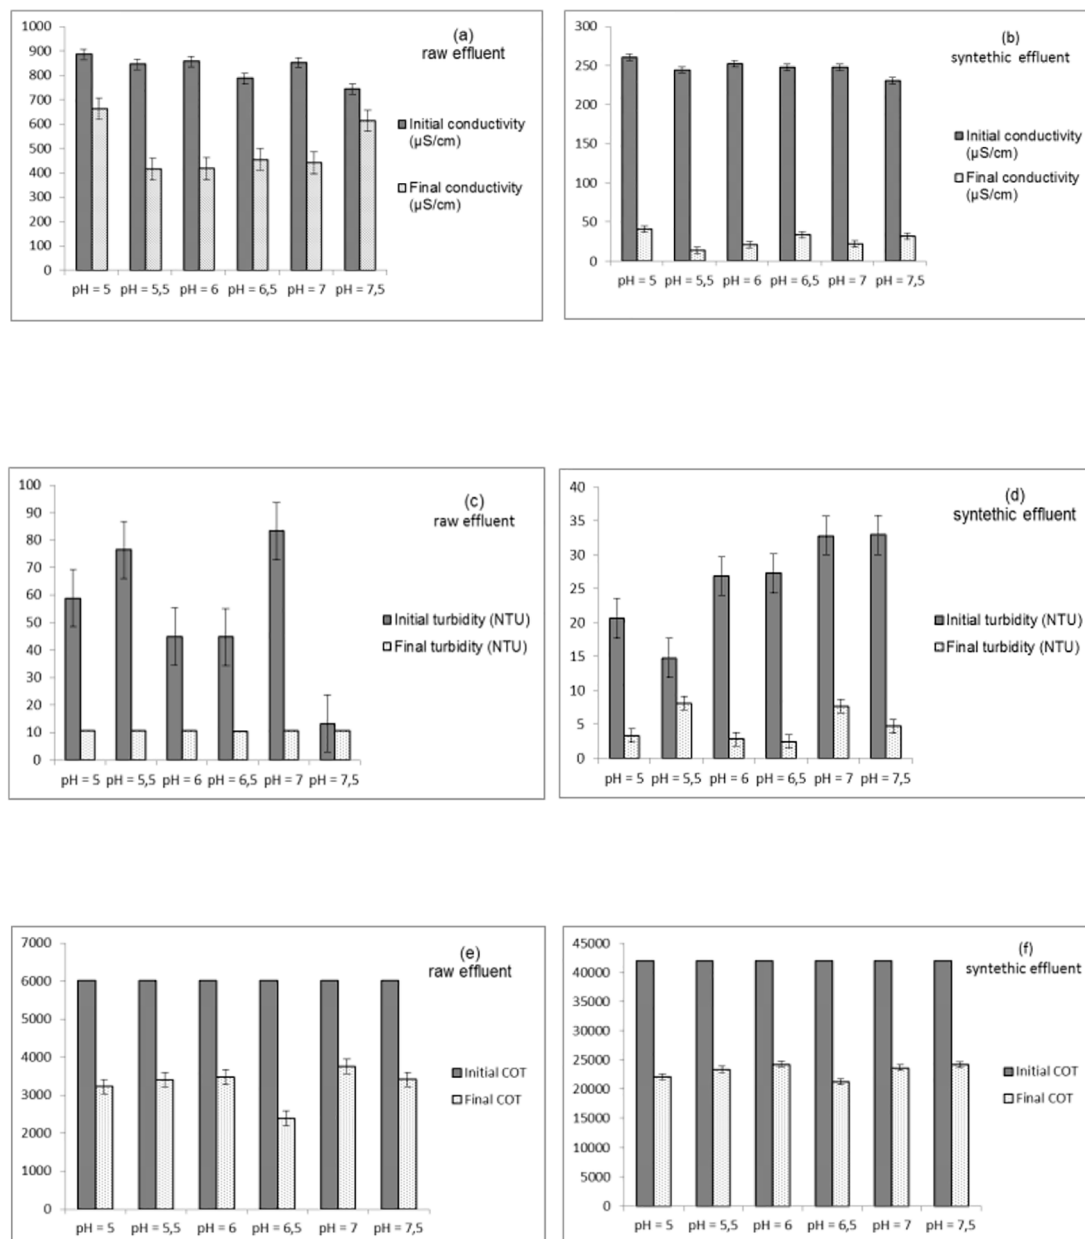 (a)
raw effluent
1000
900
800
700
600
500
400
300
200
100
0
Initial conductivity
(µS/cm)
Final conductivity
(µS/cm)
pH = 5 pH = 5,5 pH = 6 pH = 6,5 pH = 7 pH = 7,5
(b)
syntethic effluent
300
250
200
150
100
50
0
Initial conductivity
(µS/cm)
Final conductivity
(µS/cm)
pH = 5 pH = 5,5 pH = 6 pH = 6,5 pH = 7 pH = 7,5
(c)
raw effluent
100
90
80
70
60
50
40
30
20
10
0
Initial turbidity (NTU)
Final turbidity (NTU)
pH = 5 pH = 5,5 pH = 6 pH = 6,5 pH = 7 pH = 7,5
(d)
syntethic effluent
40
35
30
25
20
15
10
5
0
Initial turbidity (NTU)
Final turbidity (NTU)
pH = 5 pH = 5,5 pH = 6 pH = 6,5 pH = 7 pH = 7,5
(e)
raw effluent
7000
6000
5000
4000
3000
2000
1000
0
Initial COT
Final COT
pH = 5 pH = 5,5 pH = 6 pH = 6,5 pH = 7 pH = 7,5
(f)
syntethic effluent
45000
40000
35000
30000
25000
20000
15000
10000
5000
0
Initial COT
Final COT
pH = 5 pH = 5,5 pH = 6 pH = 6,5 pH = 7 pH = 7,5